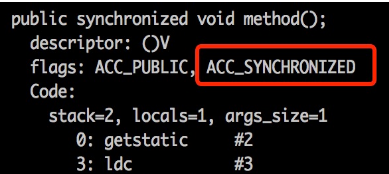 public synchronized void method();
descriptor: ()V
flags: ACC_PUBLIC, ACC_SYNCHRONIZED
Code:
stack=2, locals=1, args_size=1
0: getstatic #2
3: ldc #3